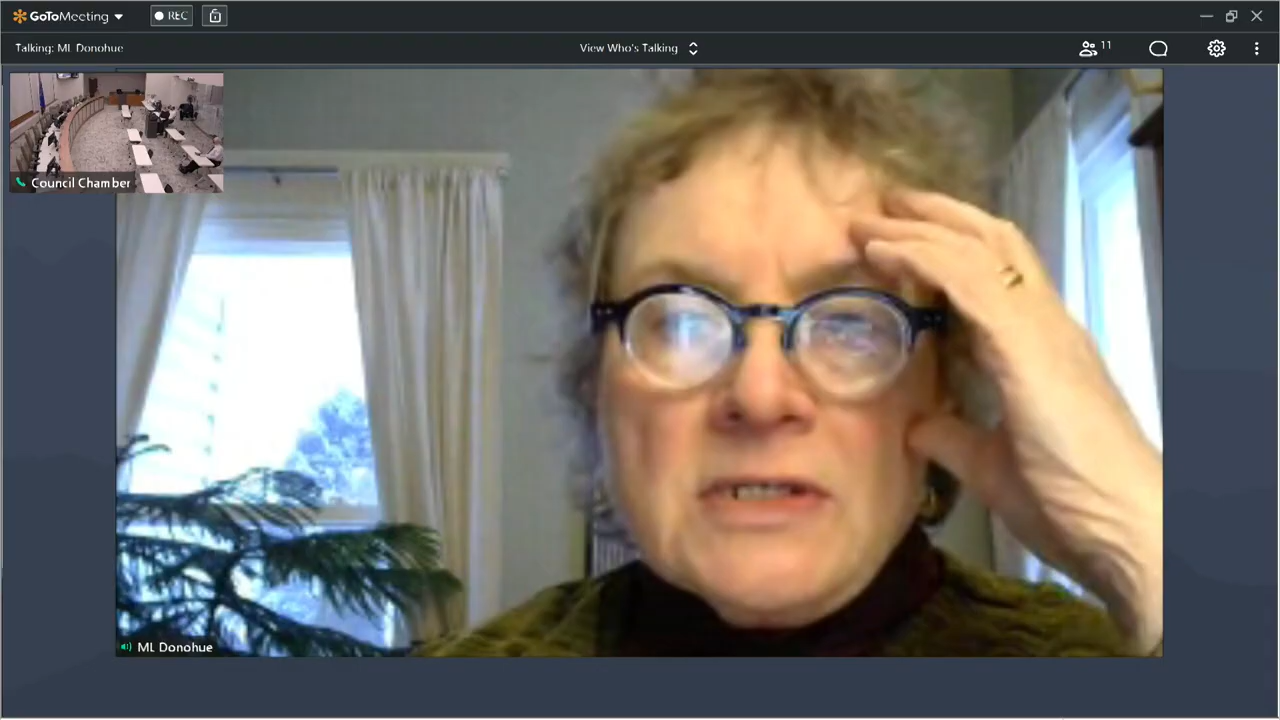 GoToMeeting
REC
Talking: ML Donohue
View Who's Talking
11
Council Chamber
ML Donohue